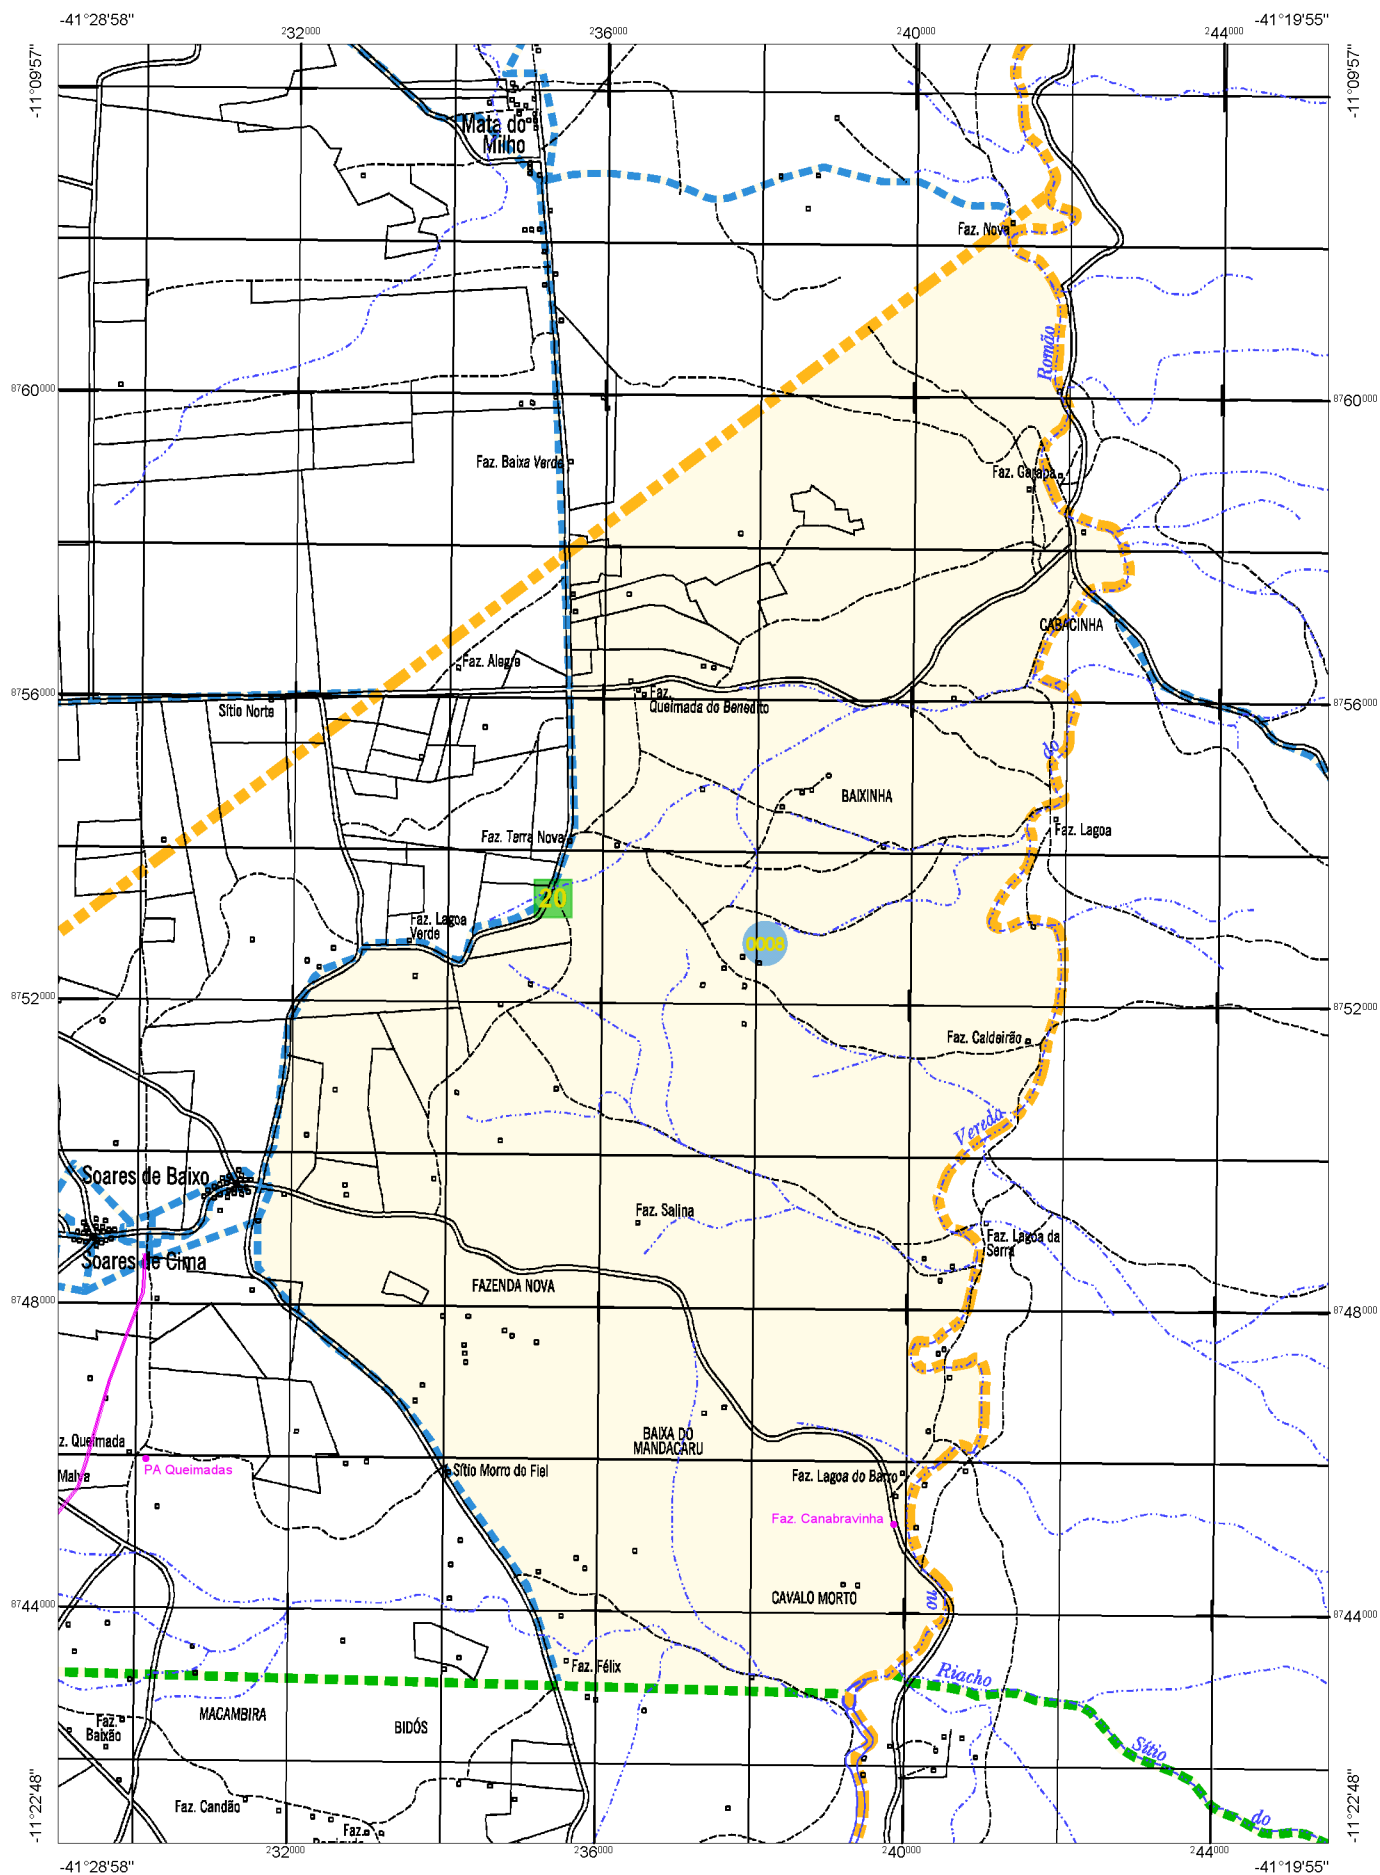 -41°28'58"
-41°19'55"
232000
236000
240000
244000
-11°09'57"
-11°09'57"
Mata do
Milho
Faz. Nova
Romão
8760000
8760000
Faz. Baixa Verde
Faz. Garapa
CABACINHA
Faz. Alegre
8756000
8756000
Sítio Norte
Faz.
Queimada do Benedito
do
BAIXINHA
Faz. Lagoa
Faz. Terra Nova
20
Faz. Lagoa
Verde
0008
8752000
8752000
Faz. Caldeirão
Vereda
Soares de Baixo
Faz. Salina
Faz. Lagoa da
Serra
Soares de Cima
FAZENDA NOVA
8748000
8748000
BAIXA DO
MANDACARU
z. Queimada
PA Queimadas
Malva
Sítio Morro do Fiel
Faz. Lagoa do Barro
Faz. Canabravinha
CAVALO MORTO
ou
8744000
8744000
Faz. Félix
Riacho
MACAMBIRA
BIDÓS
Faz.
Baixão
Sítio
Faz. Candão
do
Faz.
-11°22'48"
-11°22'48"
232000
236000
240000
244000
-41°28'58"
-41°19'55"